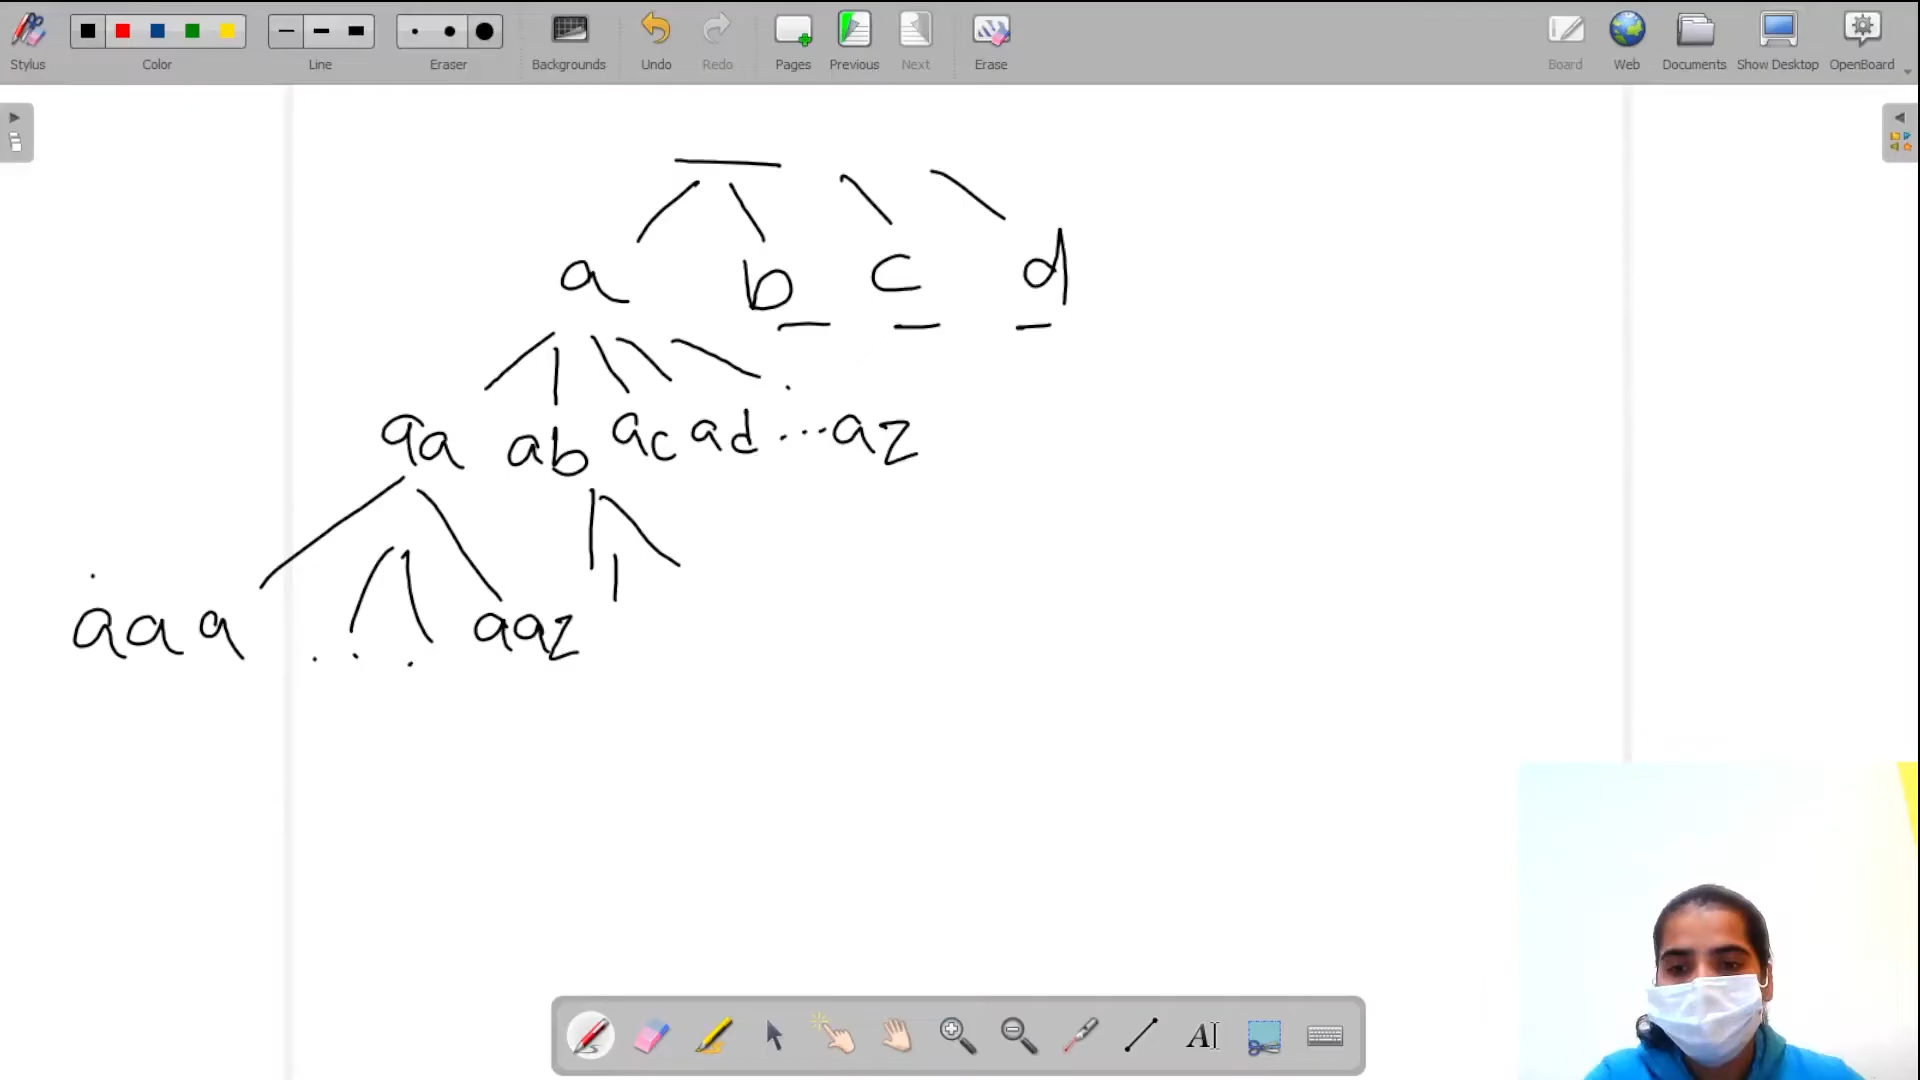 Stylus Color Line Eraser Backgrounds Undo Redo Pages Previous Next Erase Board Web Documents Show Desktop OpenBoard
a b c d
aa ab ac ad ... az
aaa ... aaz
AI